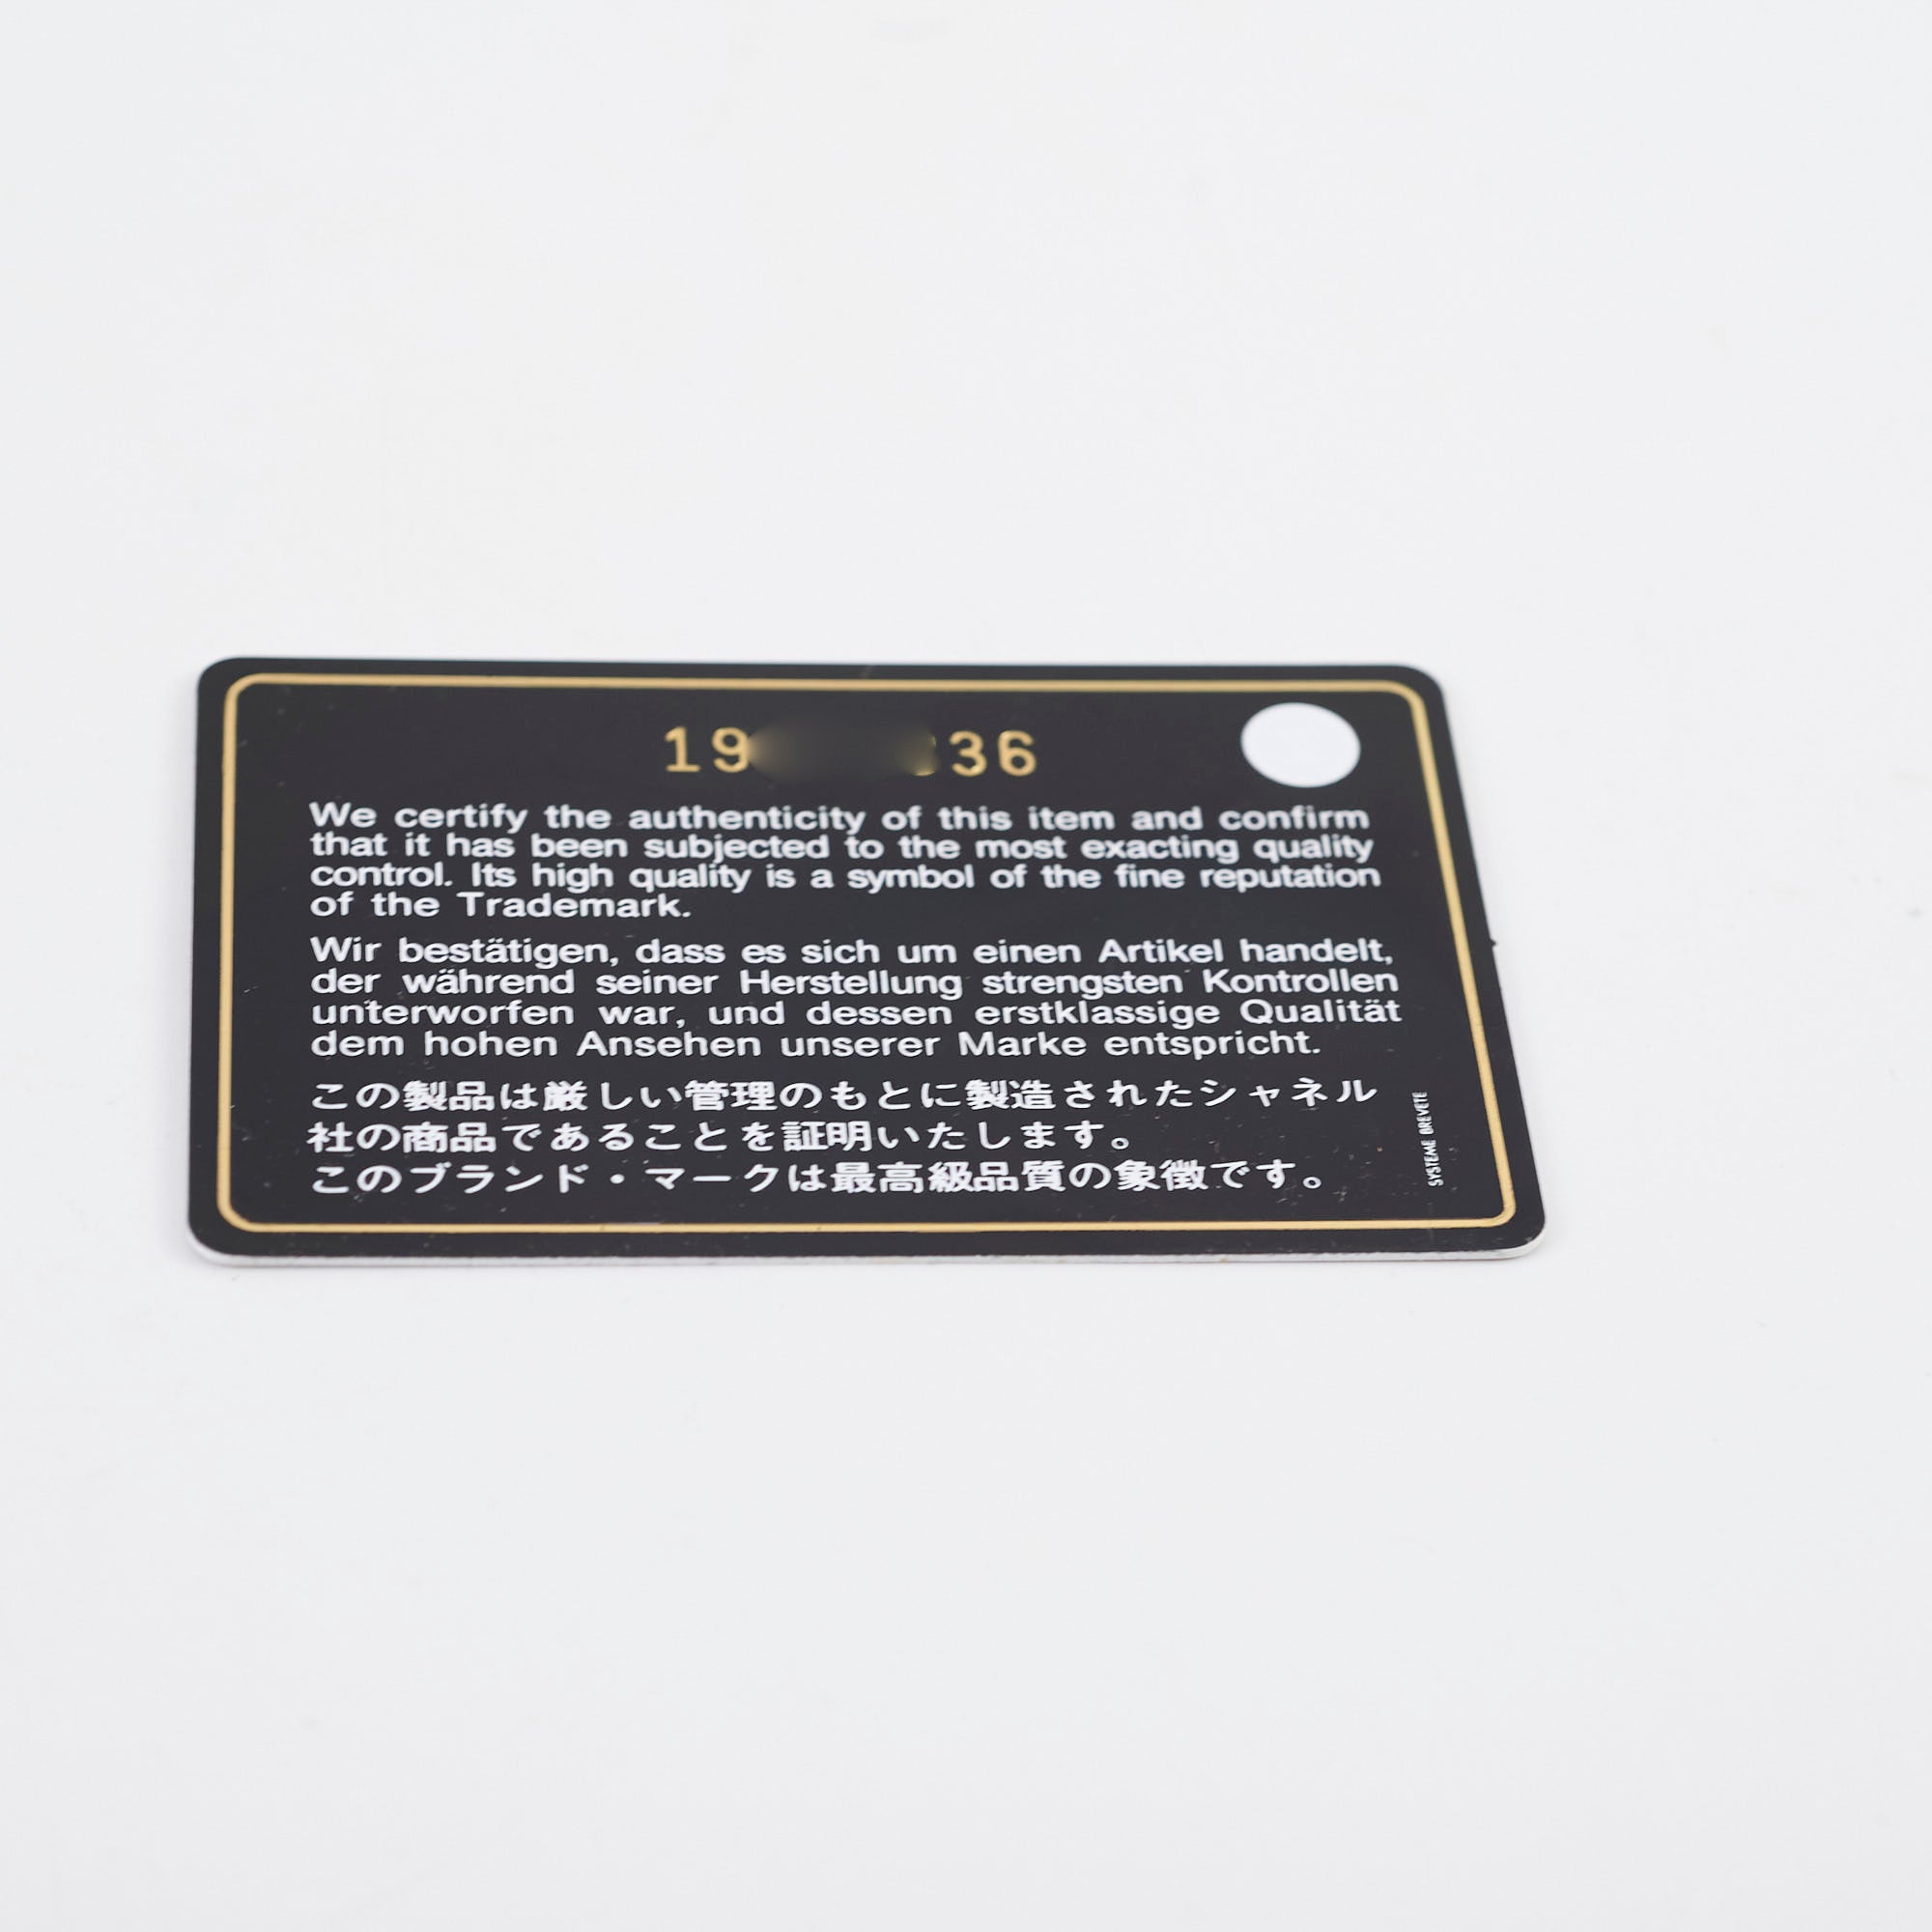 19 36
We certify the authenticity of this item and confirm
that it has been subjected to the most exacting quality
control. Its high quality is a symbol of the fine reputation
of the Trademark.
Wir bestätigen, dass es sich um einen Artikel handelt,
der während seiner Herstellung strengsten Kontrollen
unterworfen war, und dessen erstklassige Qualität
dem hohen Ansehen unserer Marke entspricht.
この製品は厳しい管理のもとに製造されたシャネル
社の商品であることを証明いたします。
このブランド・マークは最高級品質の象徴です。
SYSTEME BREVETE